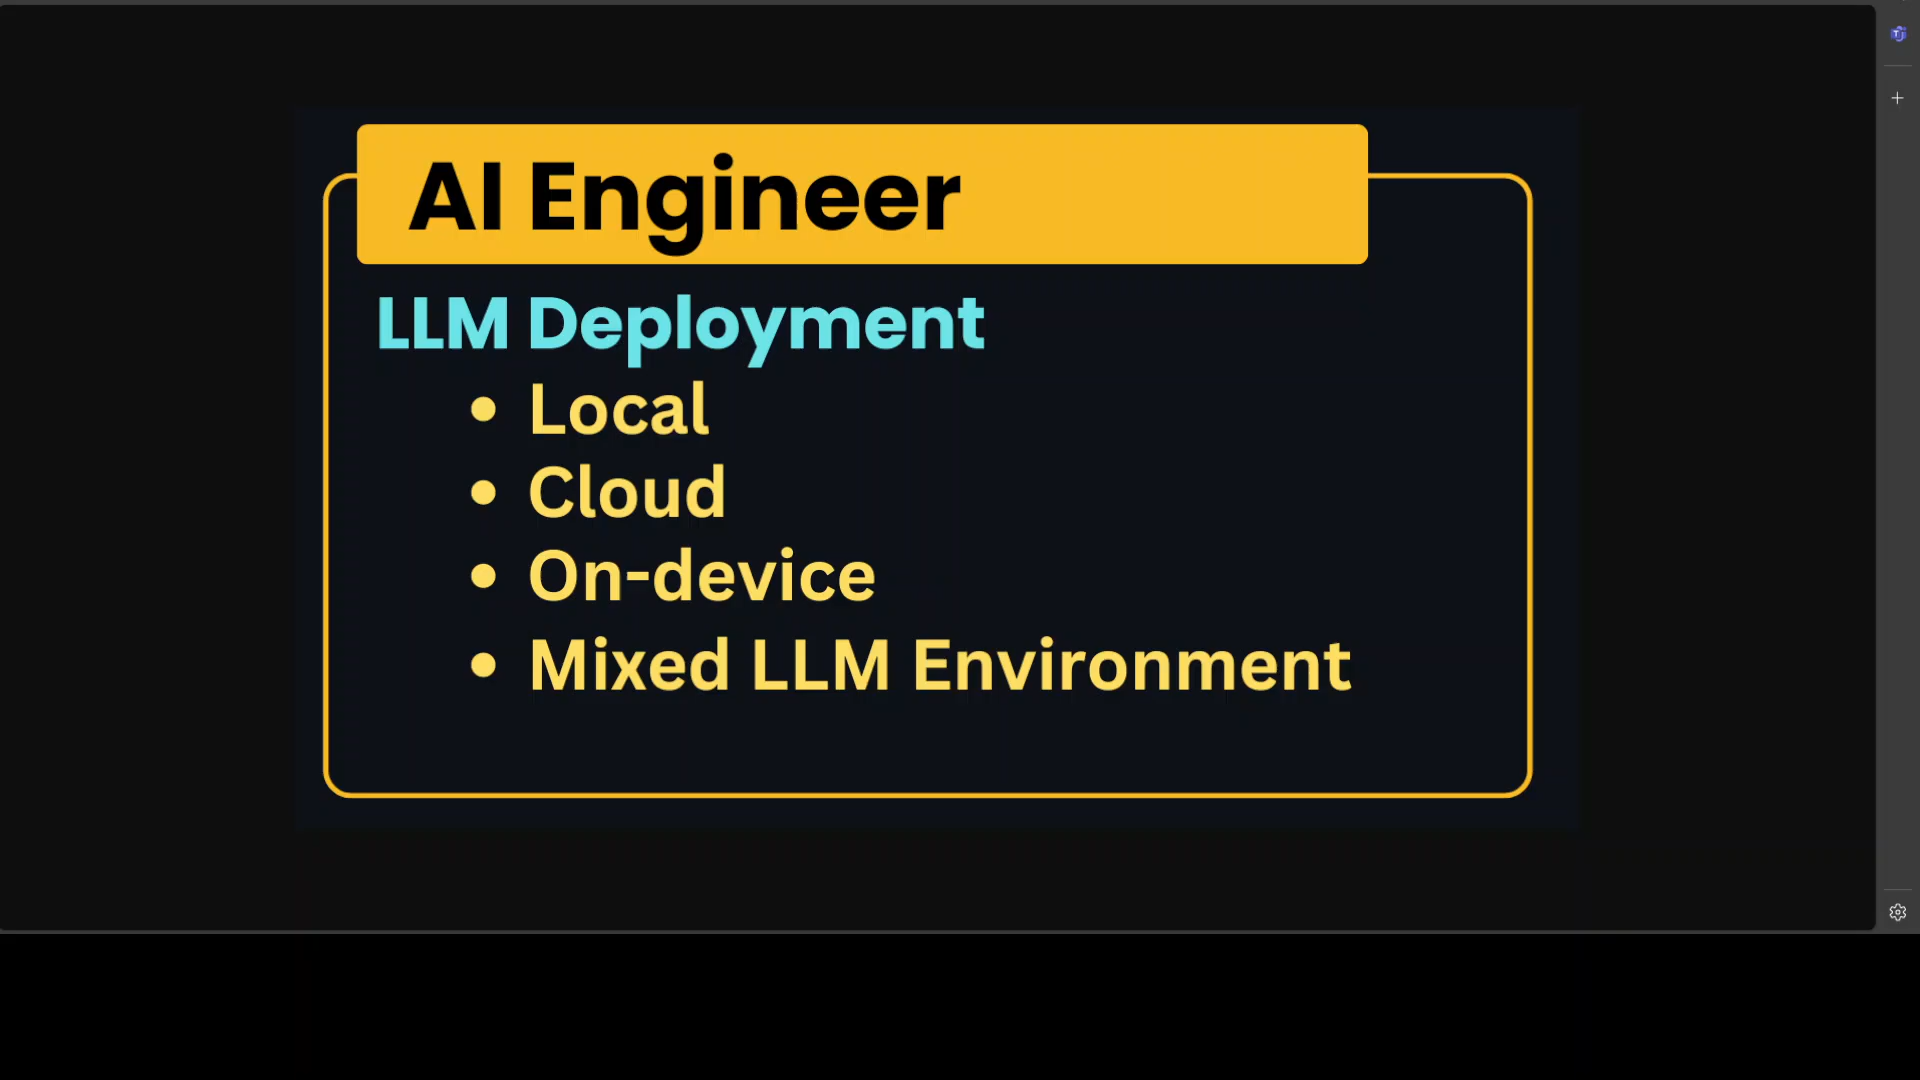 AI Engineer
LLM Deployment
• Local
• Cloud
• On-device
• Mixed LLM Environment